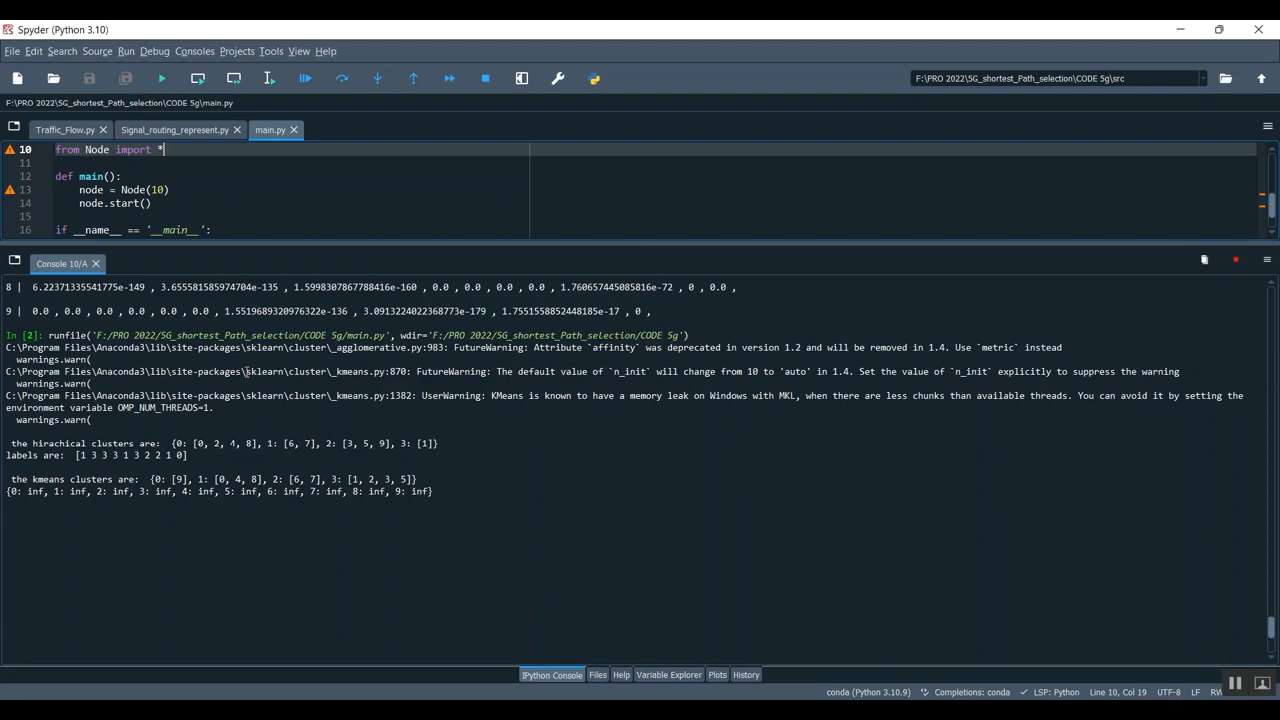 Spyder (Python 3.10)
File Edit Search Source Run Debug Consoles Projects Tools View Help
F:\PRO 2022\5G_shortest_Path_selection\CODE 5g\src
F:\PRO 2022\5G_shortest_Path_selection\CODE 5g\main.py
Traffic_Flow.py Signal_routing_represent.py main.py
10 from Node import *
11
12 def main():
13 node = Node(10)
14 node.start()
15
16 if __name__ == '__main__':
Console 10/A
8 | 6.22371335541775e-149 , 3.655581585974704e-135 , 1.5998307867788416e-160 , 0.0 , 0.0 , 0.0 , 0.0 , 1.760657445085816e-72 , 0 , 0.0 ,
9 | 0.0 , 0.0 , 0.0 , 0.0 , 0.0 , 1.5519689320976322e-136 , 3.0913224022368773e-179 , 1.7551558852448185e-17 , 0 ,
In [2]: runfile('F:/PRO 2022/5G_shortest_Path_selection/CODE 5g/main.py', wdir='F:/PRO 2022/5G_shortest_Path_selection/CODE 5g')
C:\Program Files\Anaconda3\lib\site-packages\sklearn\cluster\_agglomerative.py:983: FutureWarning: Attribute `affinity` was deprecated in version 1.2 and will be removed in 1.4. Use `metric` instead
warnings.warn(
C:\Program Files\Anaconda3\lib\site-packages\sklearn\cluster\_kmeans.py:870: FutureWarning: The default value of `n_init` will change from 10 to 'auto' in 1.4. Set the value of `n_init` explicitly to suppress the warning
warnings.warn(
C:\Program Files\Anaconda3\lib\site-packages\sklearn\cluster\_kmeans.py:1382: UserWarning: KMeans is known to have a memory leak on Windows with MKL, when there are less chunks than available threads. You can avoid it by setting the
environment variable OMP_NUM_THREADS=1.
warnings.warn(
the hirachical clusters are: {0: [0, 2, 4, 8], 1: [6, 7], 2: [3, 5, 9], 3: [1]}
labels are: [1 3 3 3 1 3 2 2 1 0]
the kmeans clusters are: {0: [9], 1: [0, 4, 8], 2: [6, 7], 3: [1, 2, 3, 5]}
{0: inf, 1: inf, 2: inf, 3: inf, 4: inf, 5: inf, 6: inf, 7: inf, 8: inf, 9: inf}
IPython Console Files Help Variable Explorer Plots History
conda (Python 3.10.9) Completions: conda LSP: Python Line 10, Col 19 UTF-8 LF